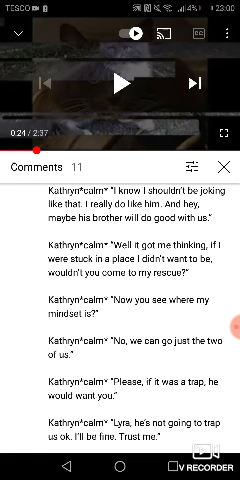 TESCO
4%
23:00
CC
0:24 / 2:37
Comments 11
Kathryn*calm* "I know I shouldn't be joking
like that. I really do like him. And hey,
maybe his brother will do good with us."
Kathryn*calm* "Well it got me thinking, if I
were stuck in a place I didn't want to be,
wouldn't you come to my rescue?"
Kathryn*calm* "Now you see where my
mindset is?"
Kathryn*calm* "No, we can go just the two
of us."
Kathryn*calm* "Please, if it was a trap, he
would want you."
Kathryn*calm* "Lyra, he's not going to trap
us ok. I'll be fine. Trust me."
V RECORDER